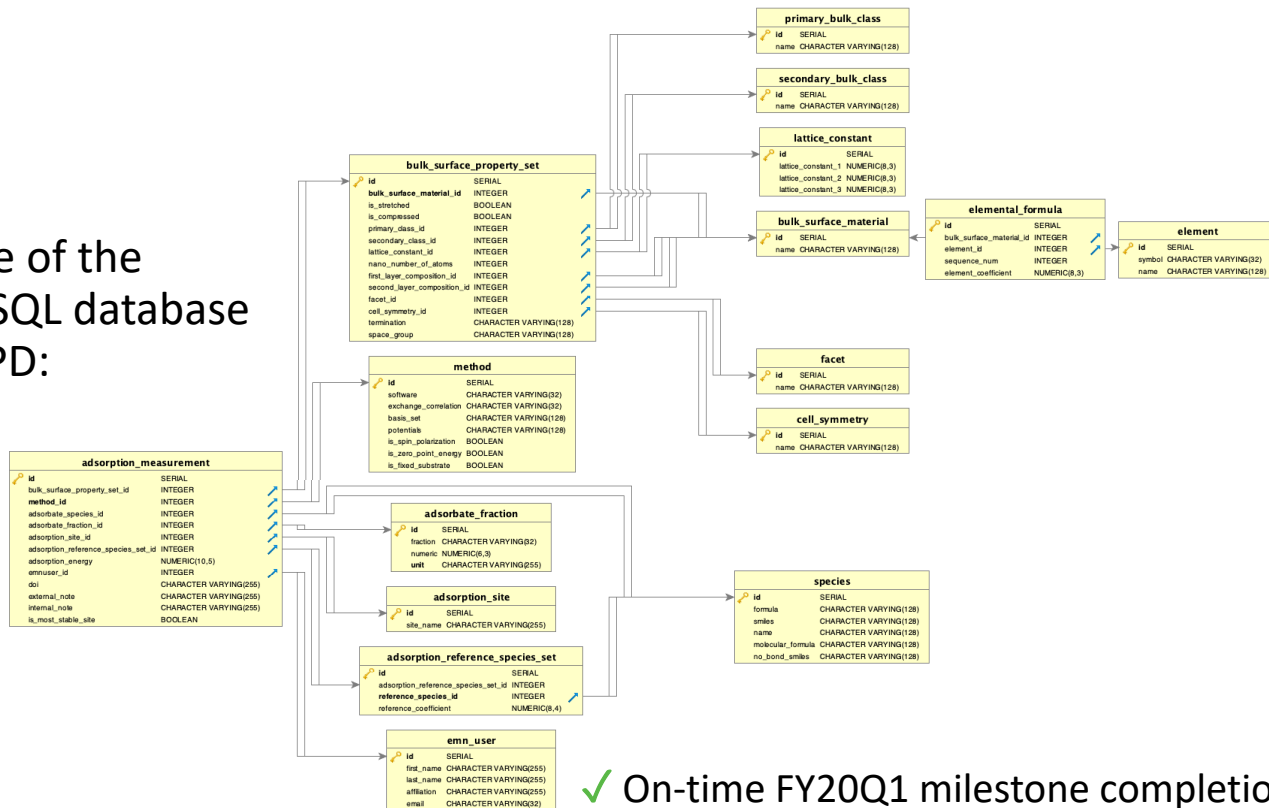 e of the
SQL database
PD:
primary_bulk_class
id SERIAL
name CHARACTER VARYING(128)
secondary_bulk_class
id SERIAL
name CHARACTER VARYING(128)
lattice_constant
id SERIAL
lattice_constant_1 NUMERIC(8,3)
lattice_constant_2 NUMERIC(8,3)
lattice_constant_3 NUMERIC(8,3)
bulk_surface_property_set
id SERIAL
bulk_surface_material_id INTEGER
is_stretched BOOLEAN
is_compressed BOOLEAN
primary_class_id INTEGER
secondary_class_id INTEGER
lattice_constant_id INTEGER
nano_number_of_atoms INTEGER
first_layer_composition_id INTEGER
second_layer_composition_id INTEGER
facet_id INTEGER
cell_symmetry_id INTEGER
termination CHARACTER VARYING(128)
space_group CHARACTER VARYING(128)
bulk_surface_material
id SERIAL
name CHARACTER VARYING(128)
elemental_formula
id SERIAL
bulk_surface_material_id INTEGER
element_id INTEGER
sequence_num INTEGER
element_coefficient NUMERIC(8,3)
element
id SERIAL
symbol CHARACTER VARYING(32)
name CHARACTER VARYING(128)
facet
id SERIAL
name CHARACTER VARYING(128)
cell_symmetry
id SERIAL
name CHARACTER VARYING(128)
method
id SERIAL
software CHARACTER VARYING(32)
exchange_correlation CHARACTER VARYING(32)
basis_set CHARACTER VARYING(128)
potentials CHARACTER VARYING(128)
is_spin_polarization BOOLEAN
is_zero_point_energy BOOLEAN
is_fixed_substrate BOOLEAN
adsorption_measurement
id SERIAL
bulk_surface_property_set_id INTEGER
method_id INTEGER
adsorbate_species_id INTEGER
adsorbate_fraction_id INTEGER
adsorption_site_id INTEGER
adsorption_reference_species_set_id INTEGER
adsorption_energy NUMERIC(10,5)
emnuser_id INTEGER
doi CHARACTER VARYING(255)
external_note CHARACTER VARYING(255)
internal_note CHARACTER VARYING(255)
is_most_stable_site BOOLEAN
adsorbate_fraction
id SERIAL
fraction CHARACTER VARYING(32)
numeric NUMERIC(6,3)
unit CHARACTER VARYING(255)
adsorption_site
id SERIAL
site_name CHARACTER VARYING(255)
adsorption_reference_species_set
id SERIAL
adsorption_reference_species_set_id INTEGER
reference_species_id INTEGER
reference_coefficient NUMERIC(8,4)
species
id SERIAL
formula CHARACTER VARYING(128)
smiles CHARACTER VARYING(128)
name CHARACTER VARYING(128)
molecular_formula CHARACTER VARYING(128)
no_bond_smiles CHARACTER VARYING(128)
emn_user
id SERIAL
first_name CHARACTER VARYING(255)
last_name CHARACTER VARYING(255)
affiliation CHARACTER VARYING(255)
email CHARACTER VARYING(32)
✓ On-time FY20Q1 milestone completio